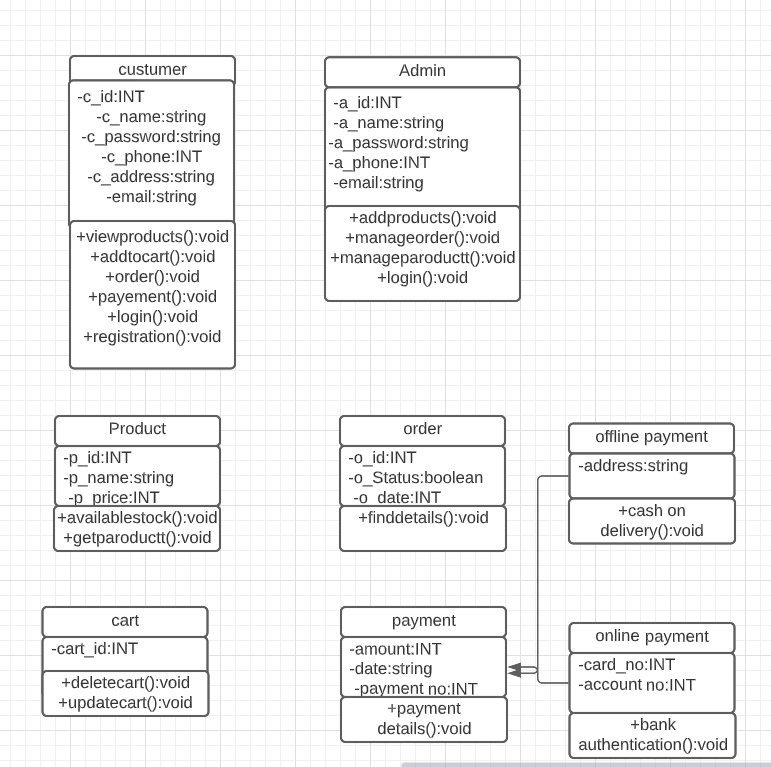 custumer
-c_id:INT
-c_name:string
-c_password:string
-c_phone:INT
-c_address:string
-email:string
+viewproducts():void
+addtocart():void
+order():void
+payement():void
+login():void
+registration():void
Admin
-a_id:INT
-a_name:string
-a_password:string
-a_phone:INT
-email:string
+addproducts():void
+manageorder():void
+manageparoductt():void
+login():void
Product
-p_id:INT
-p_name:string
-p_price:INT
+availablestock():void
+getparoductt():void
order
-o_id:INT
-o_Status:boolean
-o_date:INT
+finddetails():void
offline payment
-address:string
+cash on
delivery():void
cart
-cart_id:INT
+deletecart():void
+updatecart():void
payment
-amount:INT
-date:string
-payment no:INT
+payment
details():void
online payment
-card_no:INT
-account no:INT
+bank
authentication():void